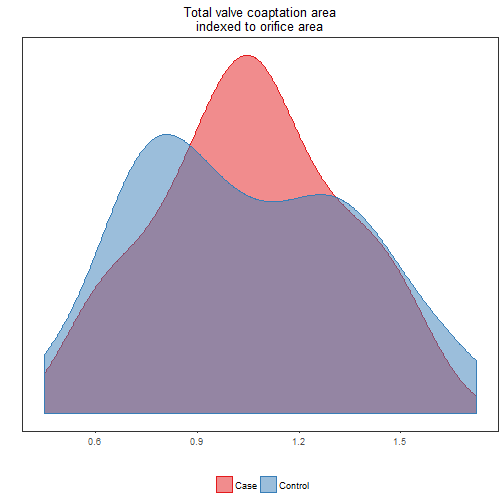 Total valve coaptation area
indexed to orifice area
0.6 0.9 1.2 1.5
Case Control